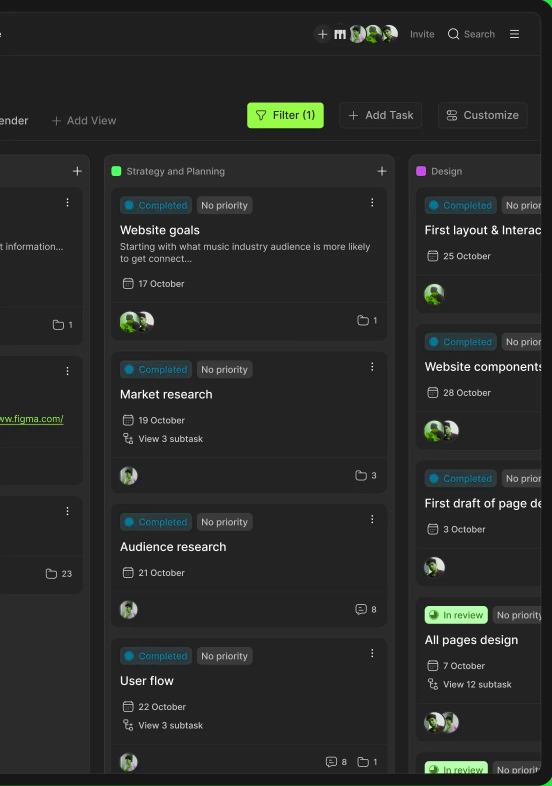 e
Invite
Search
ender
Add View
Filter (1)
Add Task
Customize
t information...
1
ww.figma.com/
23
Strategy and Planning
Completed
No priority
Website goals
Starting with what music industry audience is more likely
to get connect...
17 October
1
Completed
No priority
Market research
19 October
View 3 subtask
3
Completed
No priority
Audience research
21 October
8
Completed
No priority
User flow
22 October
View 3 subtask
8
1
Design
Completed
No prior
First layout & Interac
25 October
Completed
No prior
Website components
28 October
Completed
No prior
First draft of page de
3 October
In review
No priority
All pages design
7 October
View 12 subtask
In review
No priorit